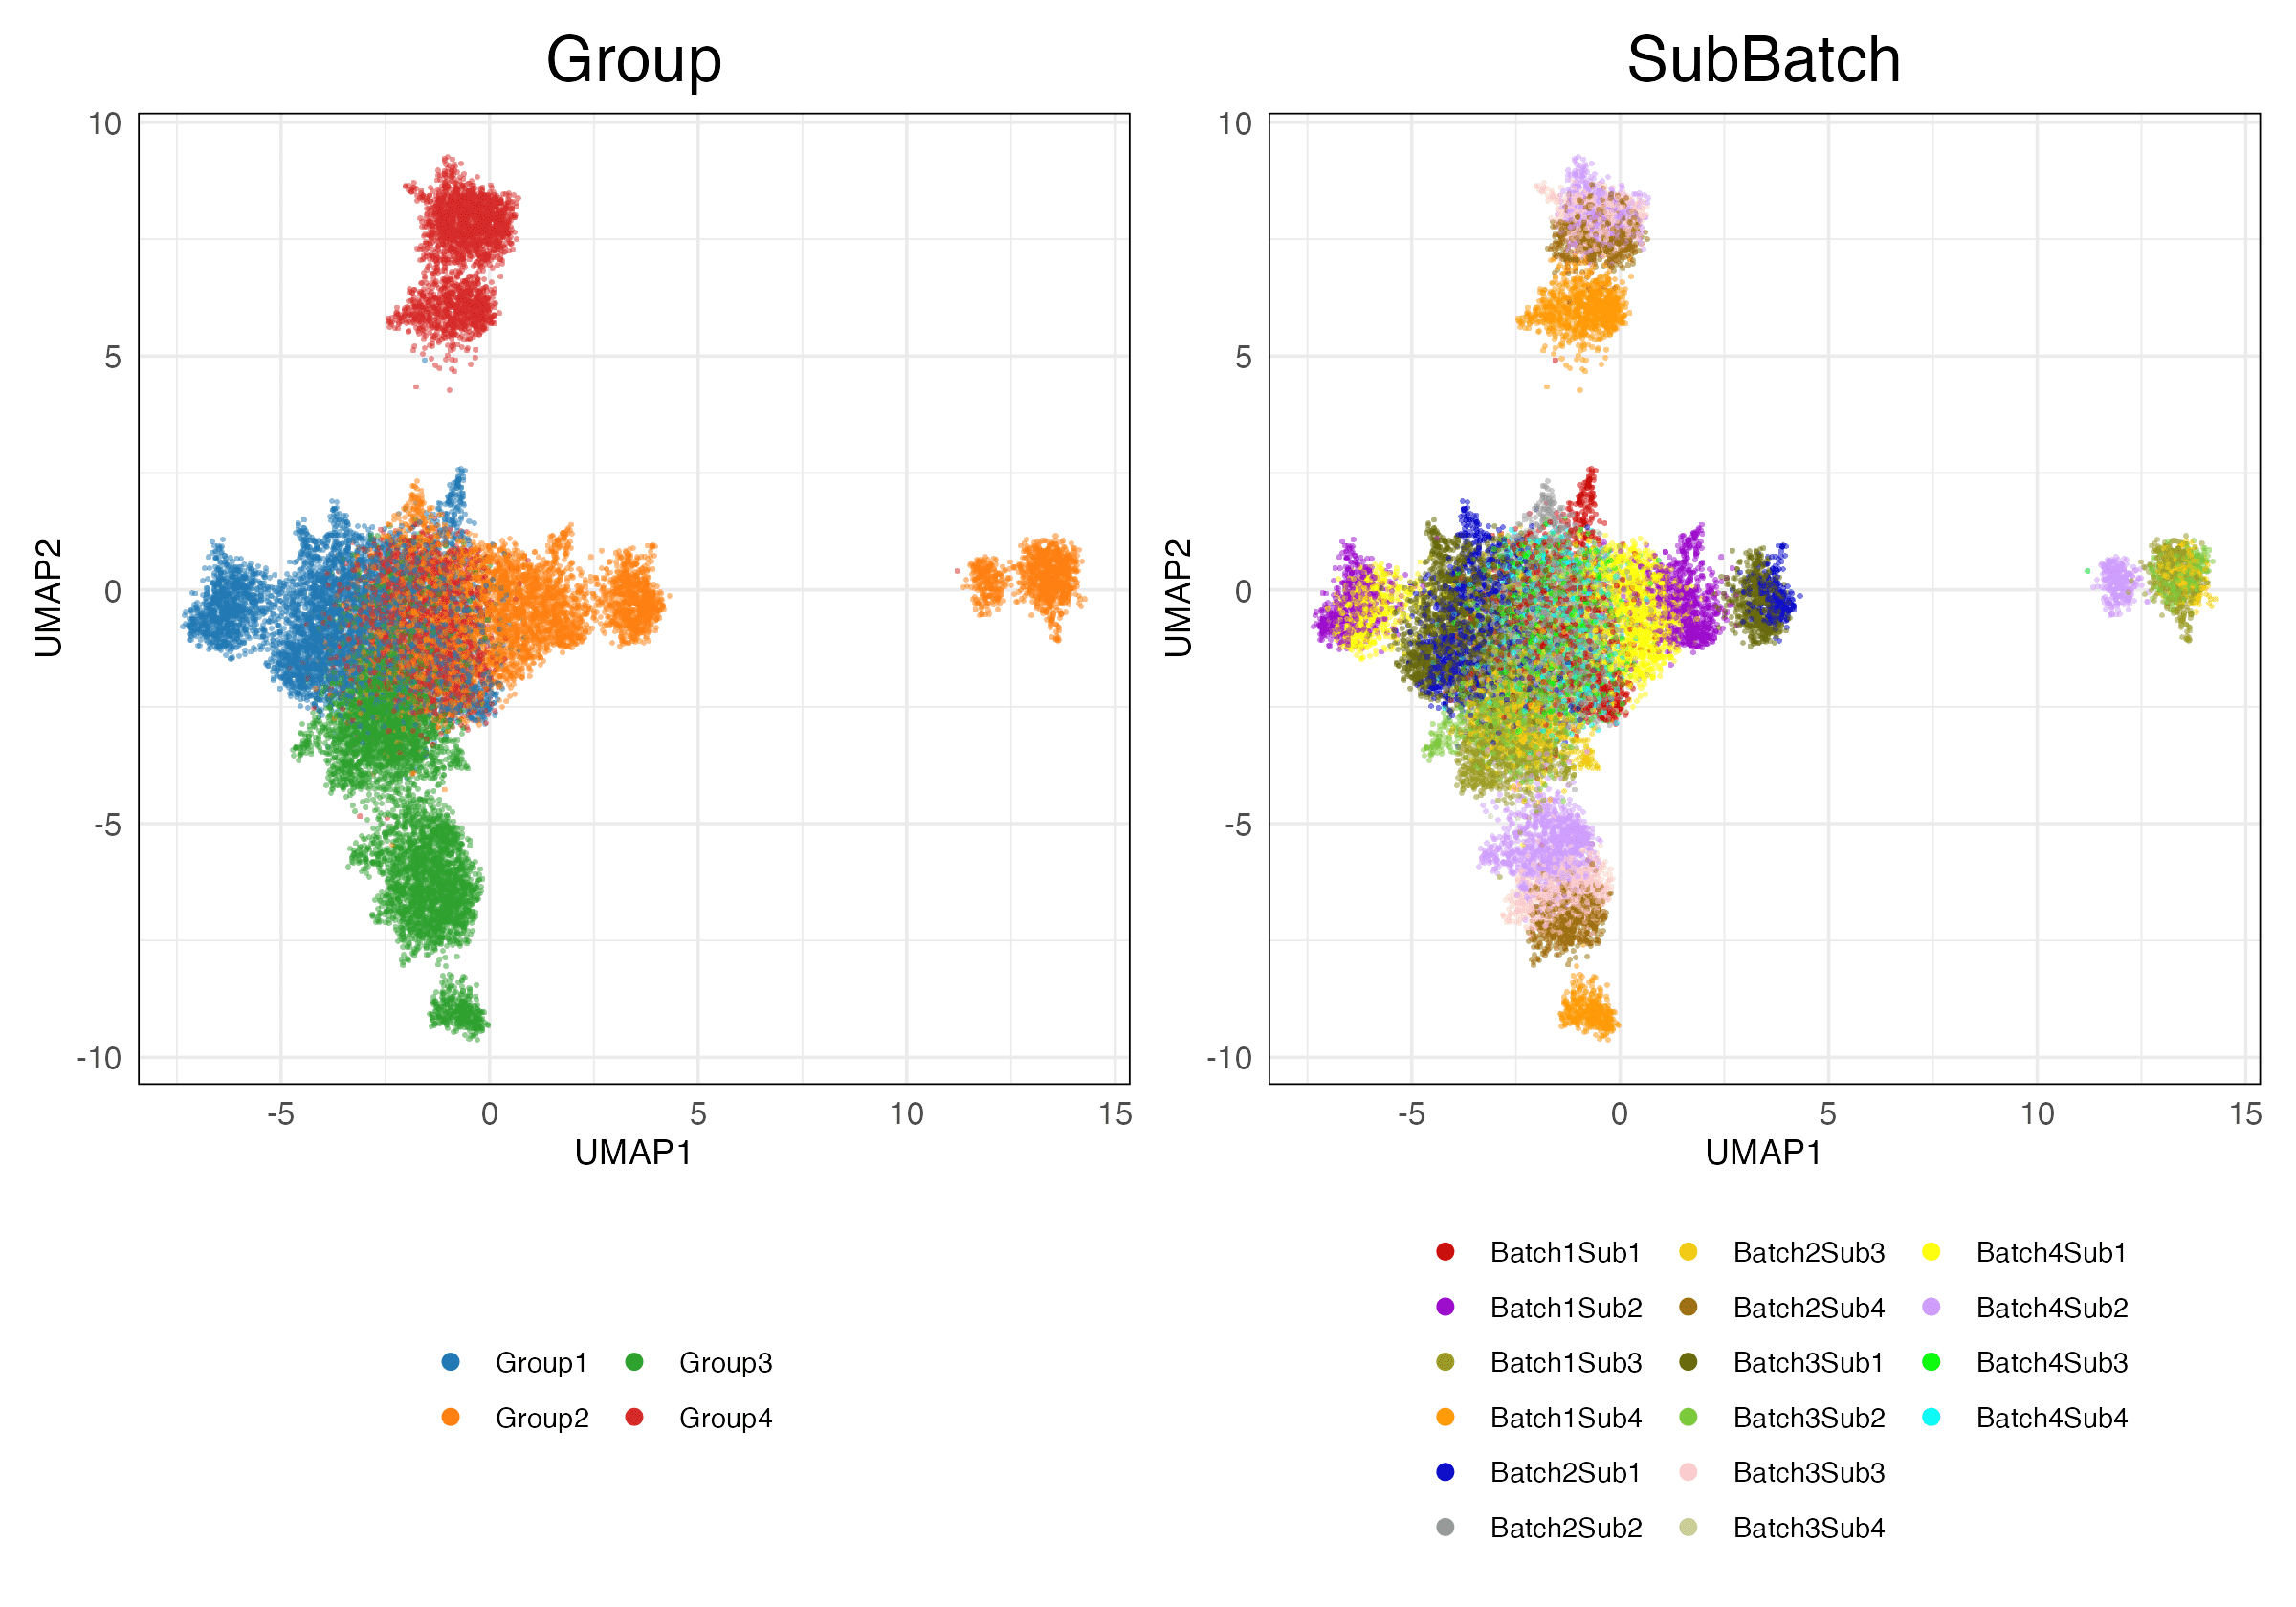 Group
SubBatch
10
5
0
-5
-10
UMAP2
-5 0 5 10 15
UMAP1
10
5
0
-5
-10
UMAP2
-5 0 5 10 15
UMAP1
Group1 Group3
Group2 Group4
Batch1Sub1 Batch2Sub3 Batch4Sub1
Batch1Sub2 Batch2Sub4 Batch4Sub2
Batch1Sub3 Batch3Sub1 Batch4Sub3
Batch1Sub4 Batch3Sub2 Batch4Sub4
Batch2Sub1 Batch3Sub3
Batch2Sub2 Batch3Sub4